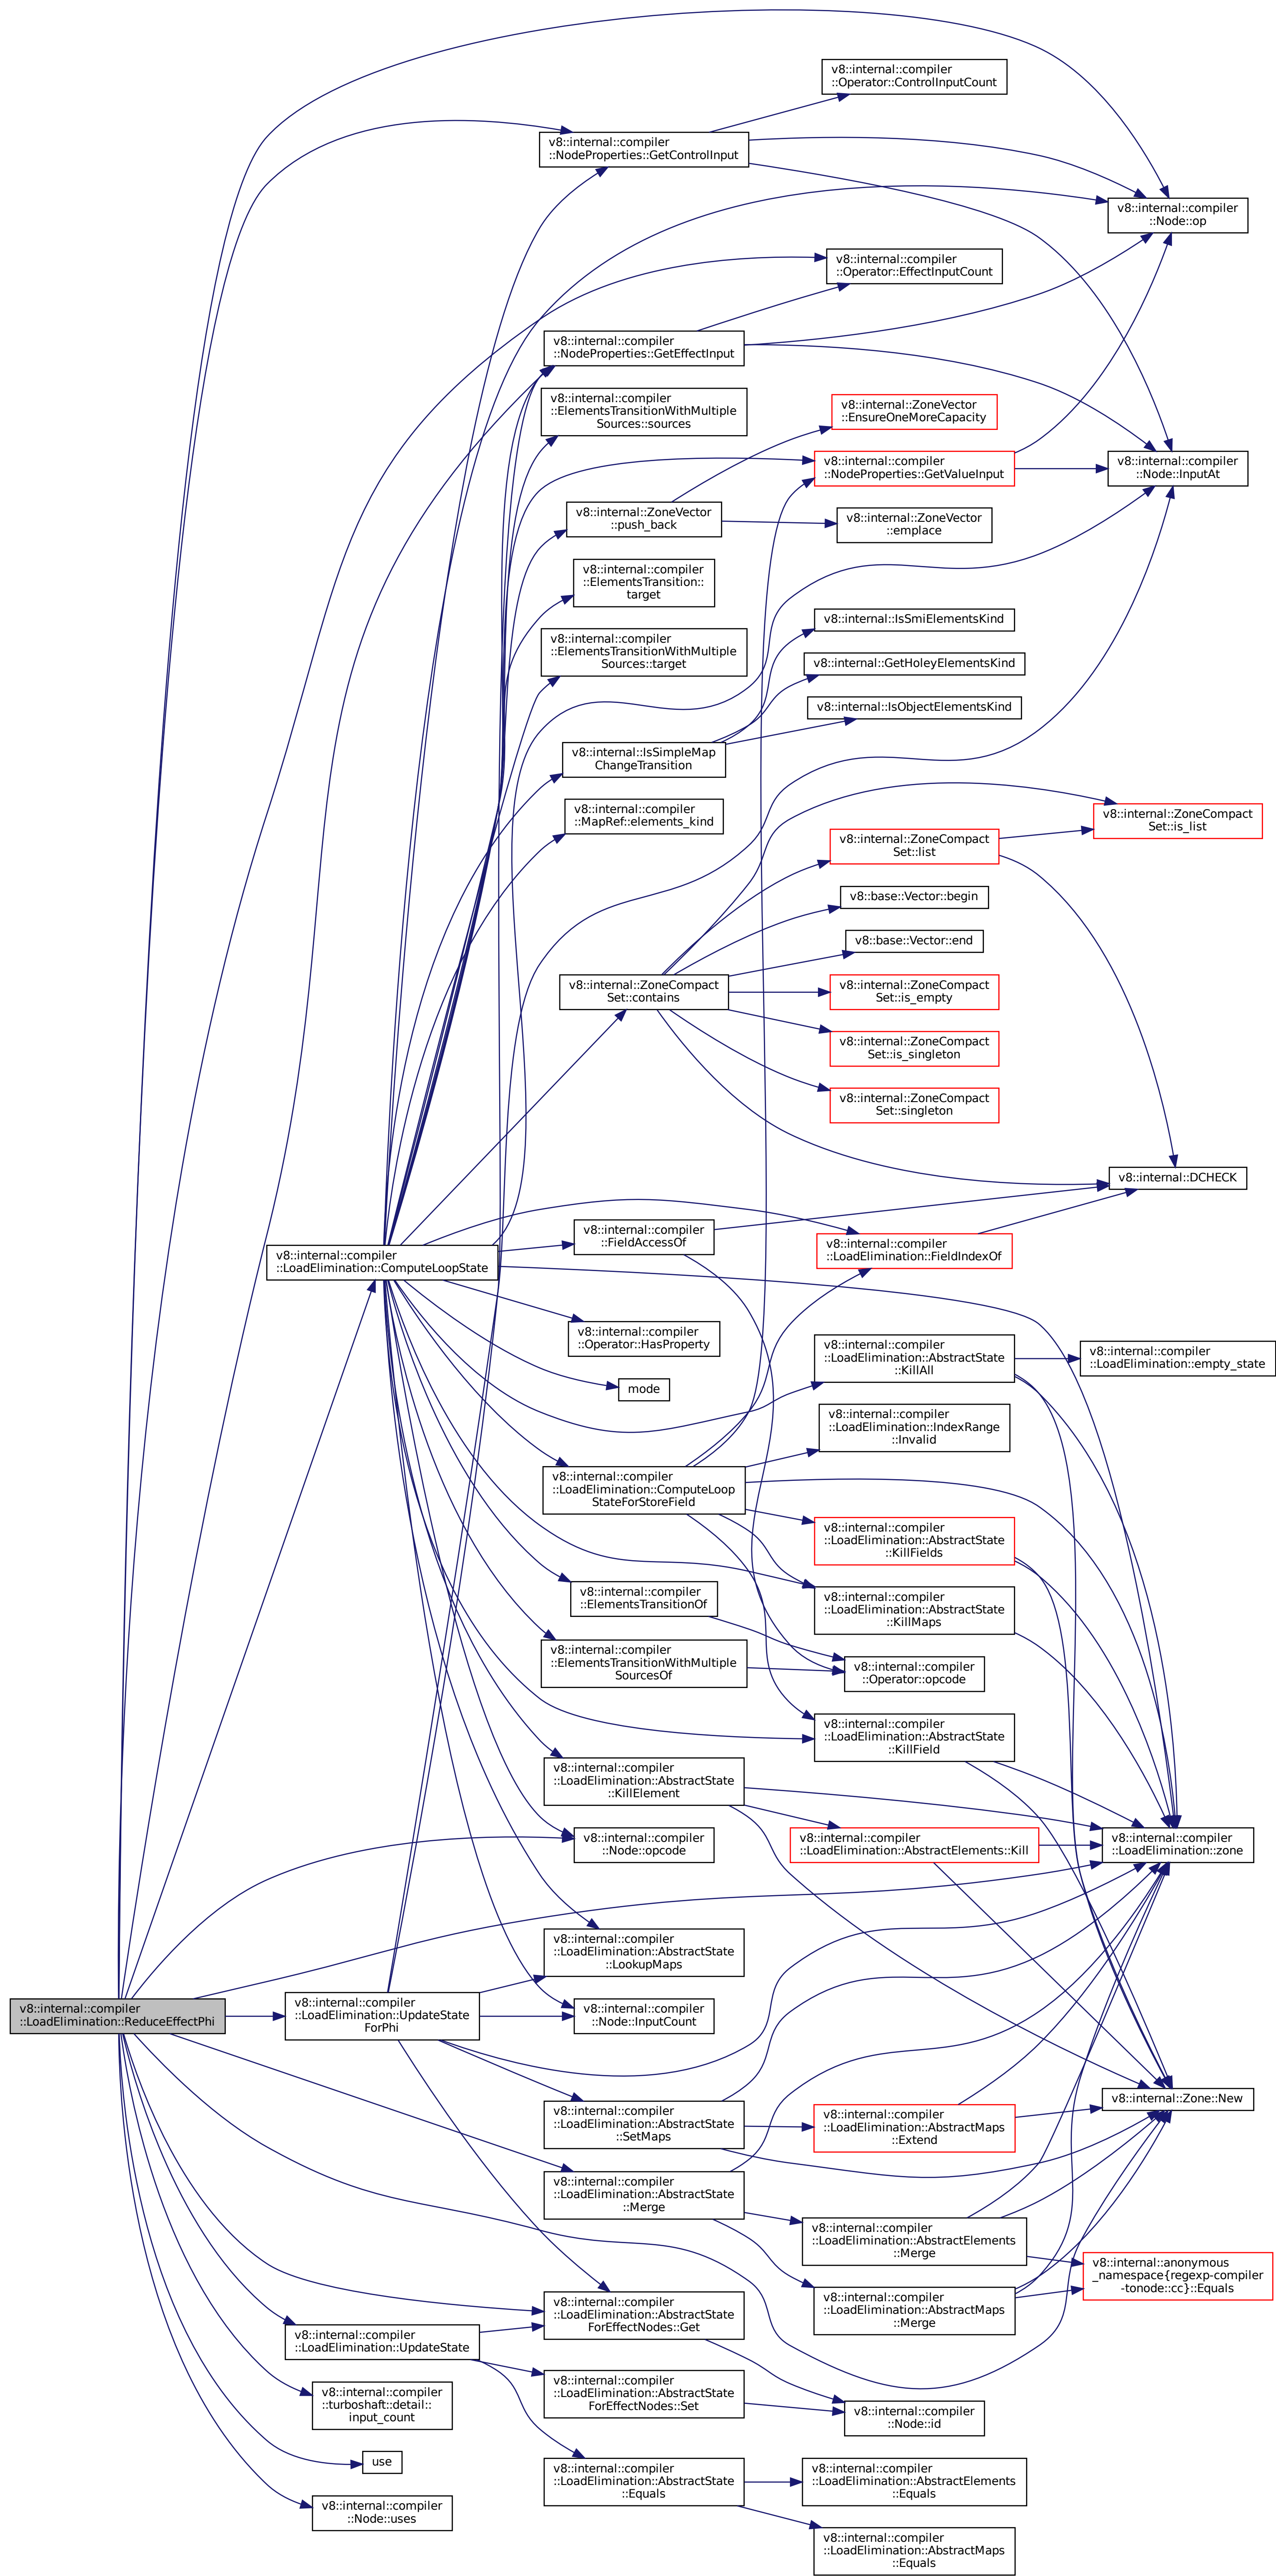 v8::internal::compiler
::Operator::ControlInputCount
v8::internal::compiler
::NodeProperties::GetControlInput
v8::internal::compiler
::Node::op
v8::internal::compiler
::Operator::EffectInputCount
v8::internal::compiler
::NodeProperties::GetEffectInput
v8::internal::compiler
::ElementsTransitionWithMultiple
Sources::sources
v8::internal::ZoneVector
::EnsureOneMoreCapacity
v8::internal::compiler
::NodeProperties::GetValueInput
v8::internal::compiler
::Node::InputAt
v8::internal::ZoneVector
::push_back
v8::internal::ZoneVector
::emplace
v8::internal::compiler
::ElementsTransition::
target
v8::internal::IsSmiElementsKind
v8::internal::compiler
::ElementsTransitionWithMultiple
Sources::target
v8::internal::GetHoleyElementsKind
v8::internal::IsObjectElementsKind
v8::internal::IsSimpleMap
ChangeTransition
v8::internal::compiler
::MapRef::elements_kind
v8::internal::ZoneCompact
Set::is_list
v8::internal::ZoneCompact
Set::list
v8::base::Vector::begin
v8::base::Vector::end
v8::internal::ZoneCompact
Set::contains
v8::internal::ZoneCompact
Set::is_empty
v8::internal::ZoneCompact
Set::is_singleton
v8::internal::ZoneCompact
Set::singleton
v8::internal::DCHECK
v8::internal::compiler
::FieldAccessOf
v8::internal::compiler
::LoadElimination::FieldIndexOf
v8::internal::compiler
::LoadElimination::ComputeLoopState
v8::internal::compiler
::Operator::HasProperty
v8::internal::compiler
::LoadElimination::AbstractState
::KillAll
v8::internal::compiler
::LoadElimination::empty_state
mode
v8::internal::compiler
::LoadElimination::IndexRange
::Invalid
v8::internal::compiler
::LoadElimination::ComputeLoop
StateForStoreField
v8::internal::compiler
::LoadElimination::AbstractState
::KillFields
v8::internal::compiler
::ElementsTransitionOf
v8::internal::compiler
::LoadElimination::AbstractState
::KillMaps
v8::internal::compiler
::ElementsTransitionWithMultiple
SourcesOf
v8::internal::compiler
::Operator::opcode
v8::internal::compiler
::LoadElimination::AbstractState
::KillField
v8::internal::compiler
::LoadElimination::AbstractState
::KillElement
v8::internal::compiler
::Node::opcode
v8::internal::compiler
::LoadElimination::AbstractElements::Kill
v8::internal::compiler
::LoadElimination::zone
v8::internal::compiler
::LoadElimination::AbstractState
::LookupMaps
v8::internal::compiler
::LoadElimination::ReduceEffectPhi
v8::internal::compiler
::LoadElimination::UpdateState
ForPhi
v8::internal::compiler
::Node::InputCount
v8::internal::Zone::New
v8::internal::compiler
::LoadElimination::AbstractState
::SetMaps
v8::internal::compiler
::LoadElimination::AbstractMaps
::Extend
v8::internal::compiler
::LoadElimination::AbstractState
::Merge
v8::internal::compiler
::LoadElimination::AbstractElements
::Merge
v8::internal::anonymous
_namespace{regexp-compiler
-tonode::cc}::Equals
v8::internal::compiler
::LoadElimination::AbstractMaps
::Merge
v8::internal::compiler
::LoadElimination::AbstractState
ForEffectNodes::Get
v8::internal::compiler
::LoadElimination::UpdateState
v8::internal::compiler
::LoadElimination::AbstractState
ForEffectNodes::Set
v8::internal::compiler
::turboshaft::detail::
input_count
v8::internal::compiler
::Node::id
use
v8::internal::compiler
::LoadElimination::AbstractState
::Equals
v8::internal::compiler
::LoadElimination::AbstractElements
::Equals
v8::internal::compiler
::Node::uses
v8::internal::compiler
::LoadElimination::AbstractMaps
::Equals